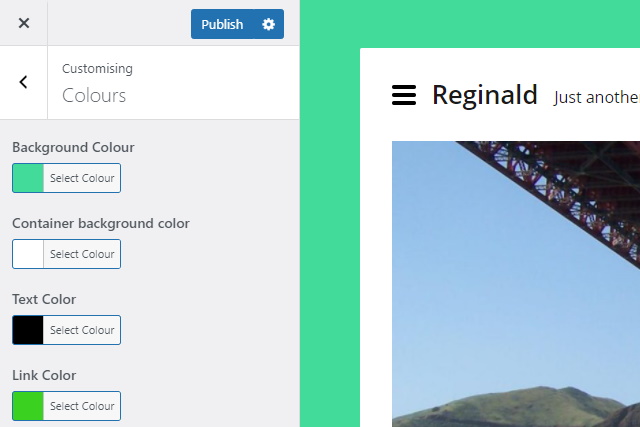 Publish
Customising
Colours
Background Colour
Select Colour
Container background color
Select Colour
Text Color
Select Colour
Link Color
Select Colour
Reginald Just another